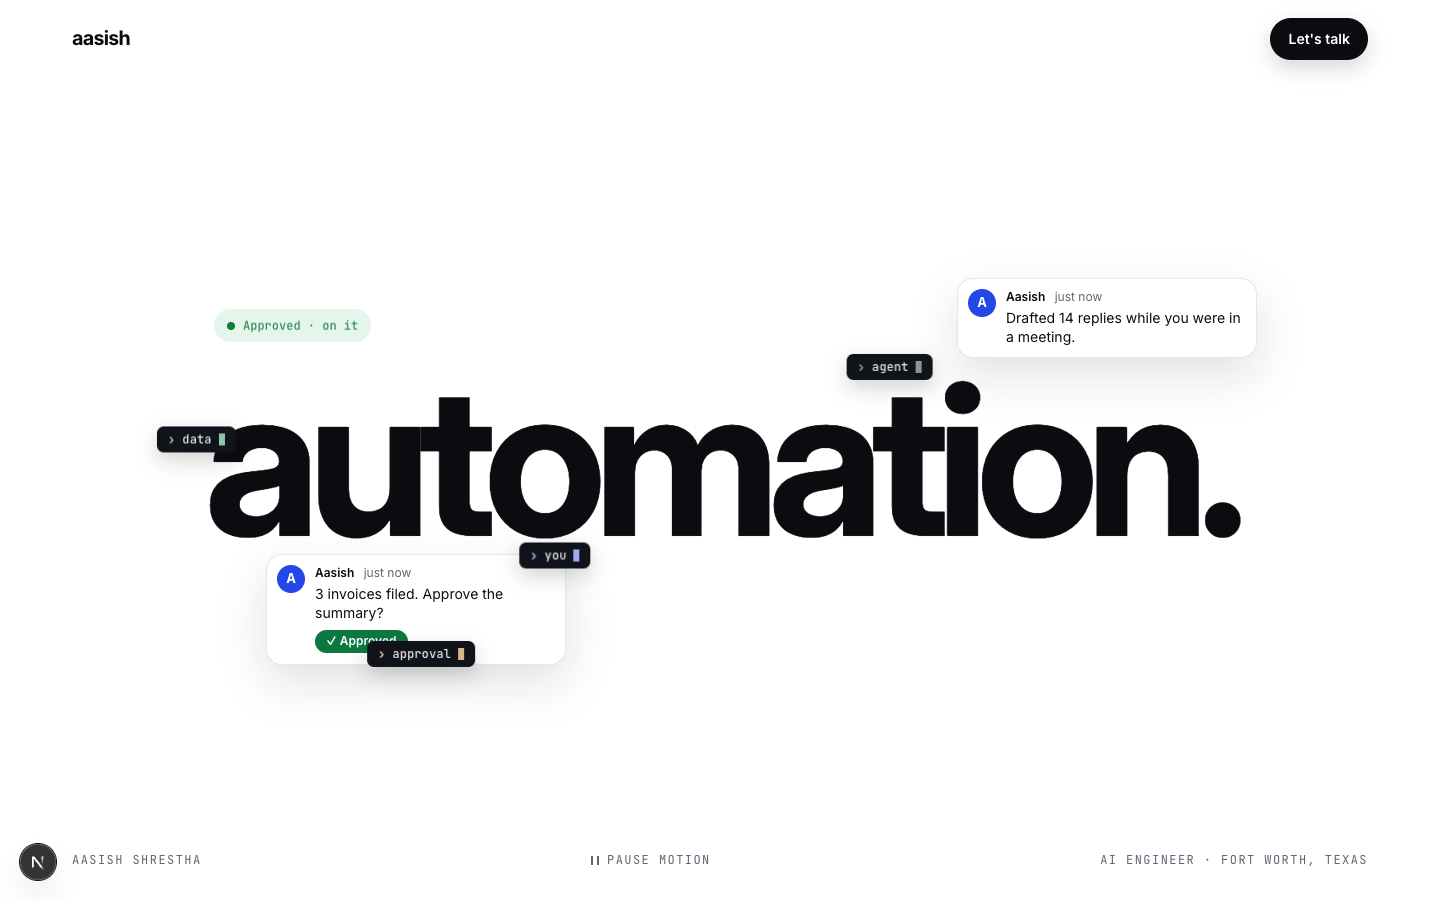 aasish
Let's talk
Aasish just now
Drafted 14 replies while you were in
a meeting.
Approved · on it
› agent
› data
automation.
› you
Aasish just now
3 invoices filed. Approve the
summary?
✓ Approved
› approval
N
AASISH SHRESTHA
PAUSE MOTION
AI ENGINEER · FORT WORTH, TEXAS